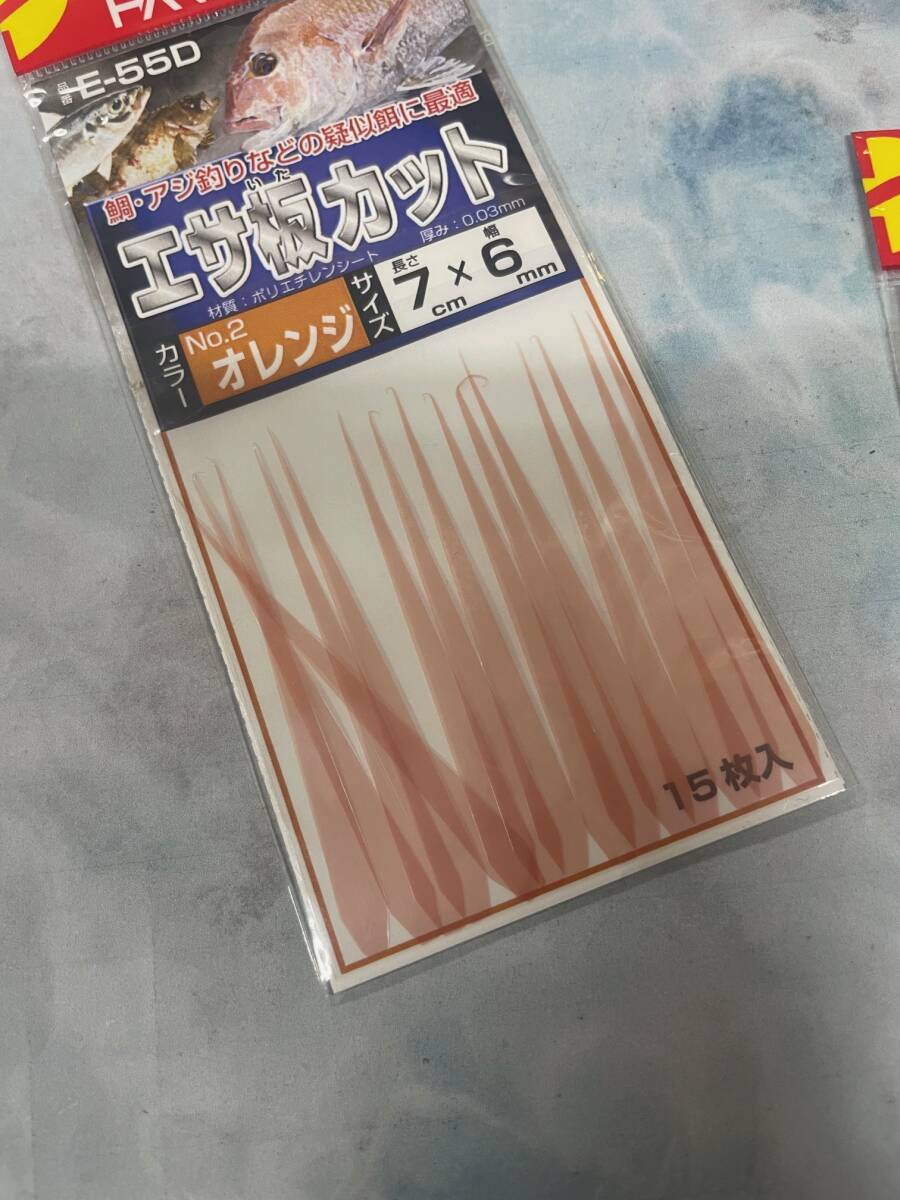 品番 E-55D
鯛・アジ釣りなどの疑似餌に最適
いた
エサ板カット
材質:ポリエチレンシート 厚み:0.03mm
カラー No.2 オレンジ
サイズ 長さ 7cm × 幅 6mm
15枚入